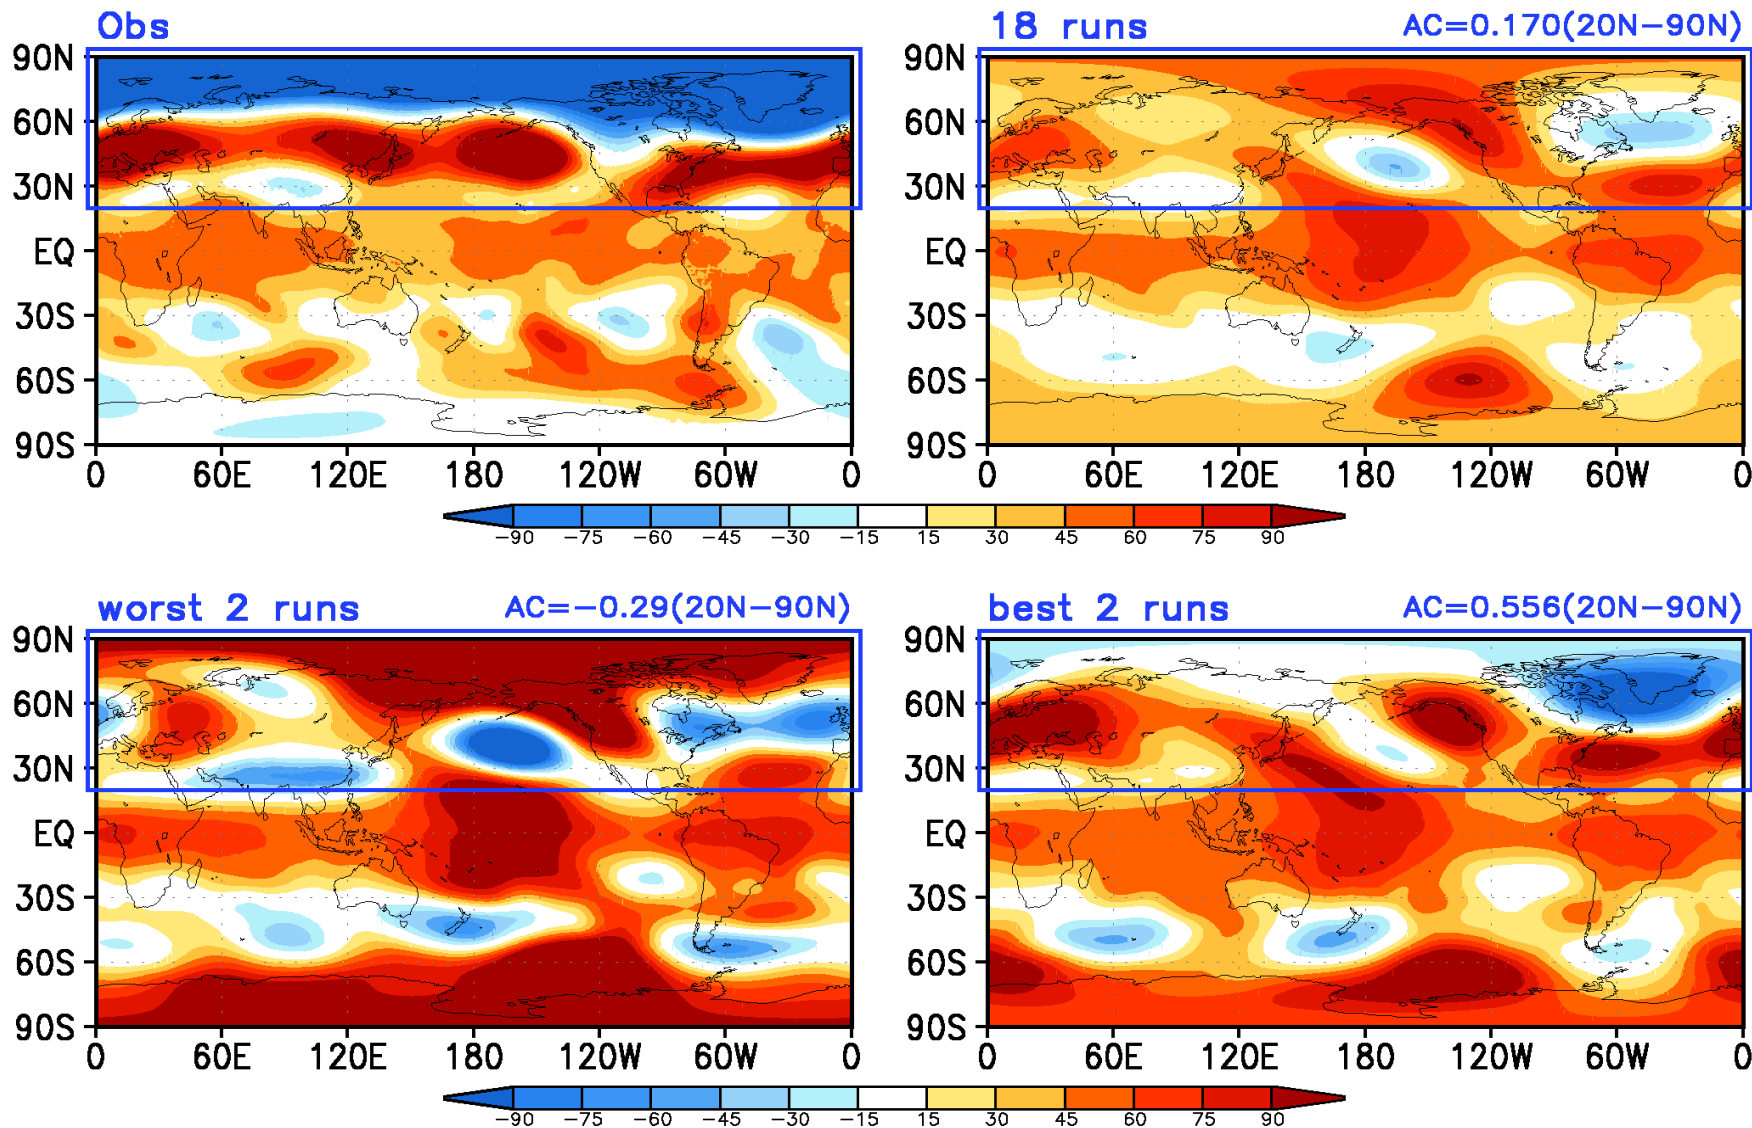 Obs
18 runs AC=0.170(20N−90N)
90N 90N
60N 60N
30N 30N
EQ EQ
30S 30S
60S 60S
90S 90S
0 60E 120E 180 120W 60W 0 0 60E 120E 180 120W 60W 0
−90 −75 −60 −45 −30 −15 15 30 45 60 75 90
worst 2 runs AC=−0.29(20N−90N)
best 2 runs AC=0.556(20N−90N)
90N 90N
60N 60N
30N 30N
EQ EQ
30S 30S
60S 60S
90S 90S
0 60E 120E 180 120W 60W 0 0 60E 120E 180 120W 60W 0
−90 −75 −60 −45 −30 −15 15 30 45 60 75 90